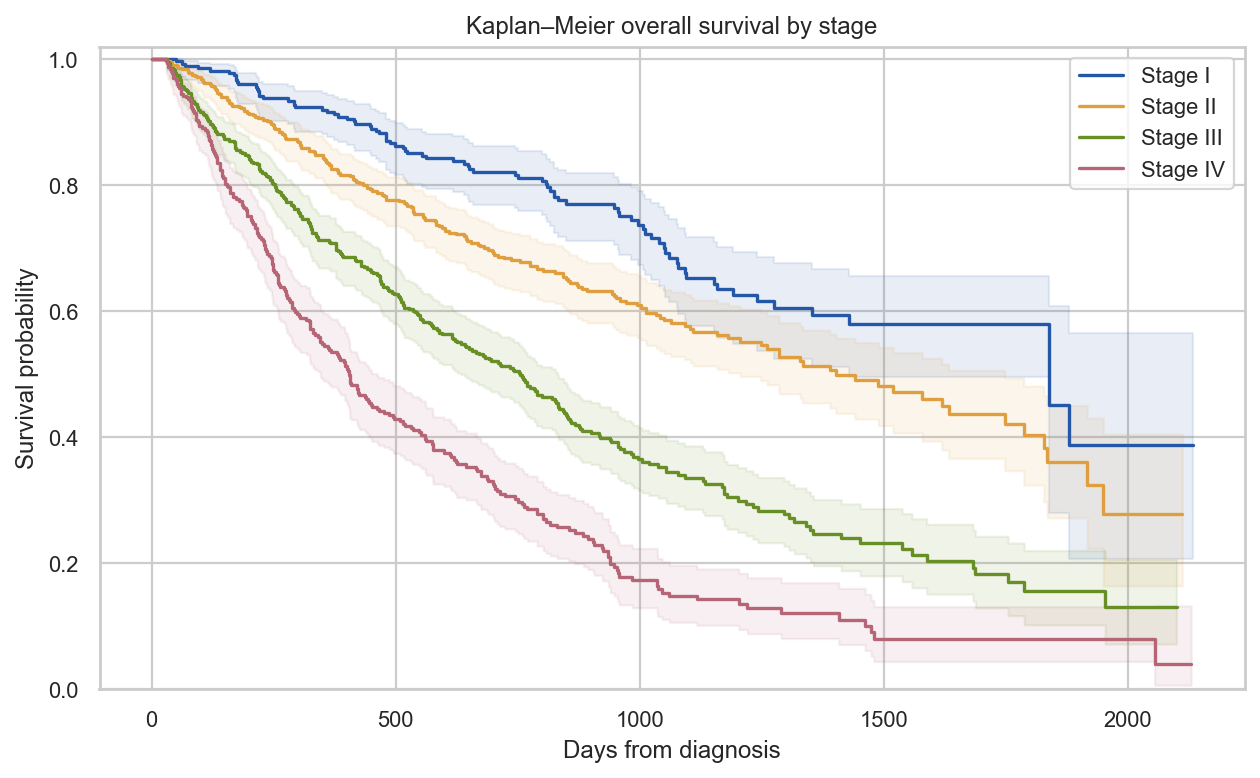 Kaplan–Meier overall survival by stage
Stage I
Stage II
Stage III
Stage IV
Survival probability
1.0
0.8
0.6
0.4
0.2
0.0
0 500 1000 1500 2000
Days from diagnosis